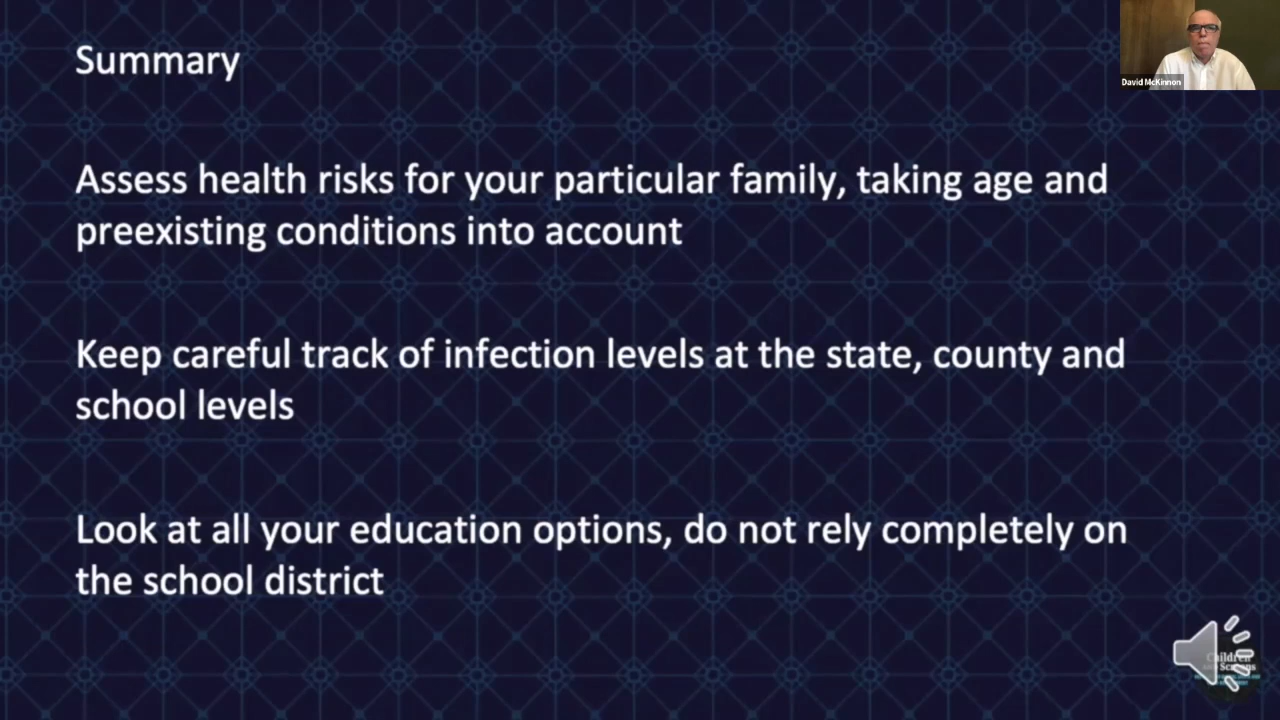 Summary
David McKinnon
Assess health risks for your particular family, taking age and
preexisting conditions into account
Keep careful track of infection levels at the state, county and
school levels
Look at all your education options, do not rely completely on
the school district
Children
Screens